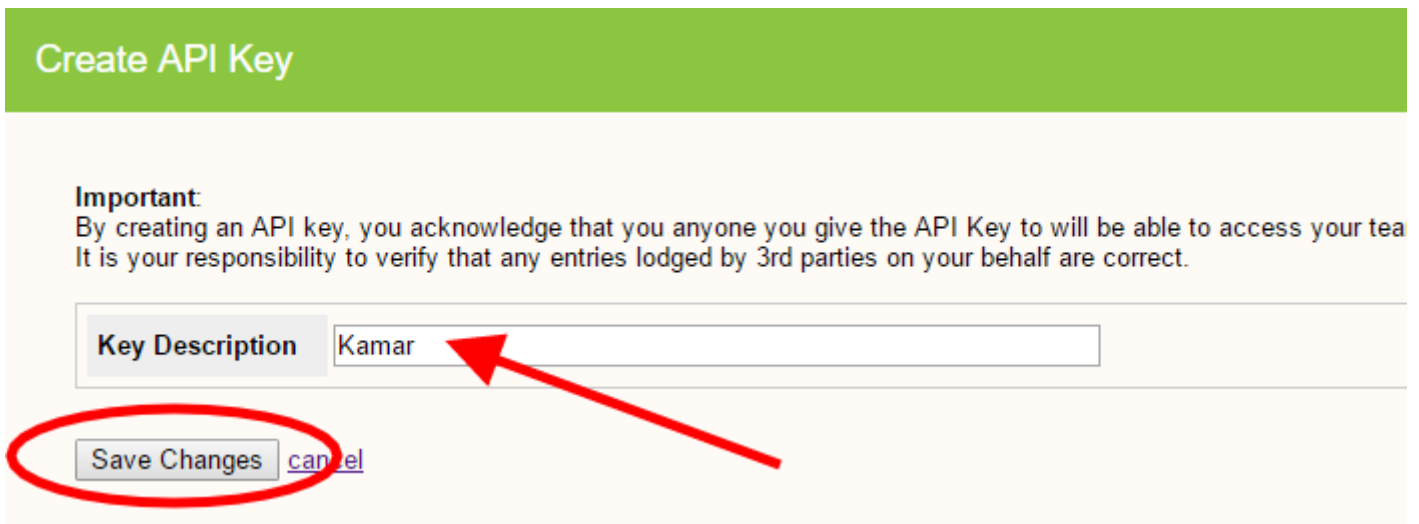 Create API Key
Important:
By creating an API key, you acknowledge that you anyone you give the API Key to will be able to access your
It is your responsibility to verify that any entries lodged by 3rd parties on your behalf are correct.
Key Description Kamar
Save Changes cancel